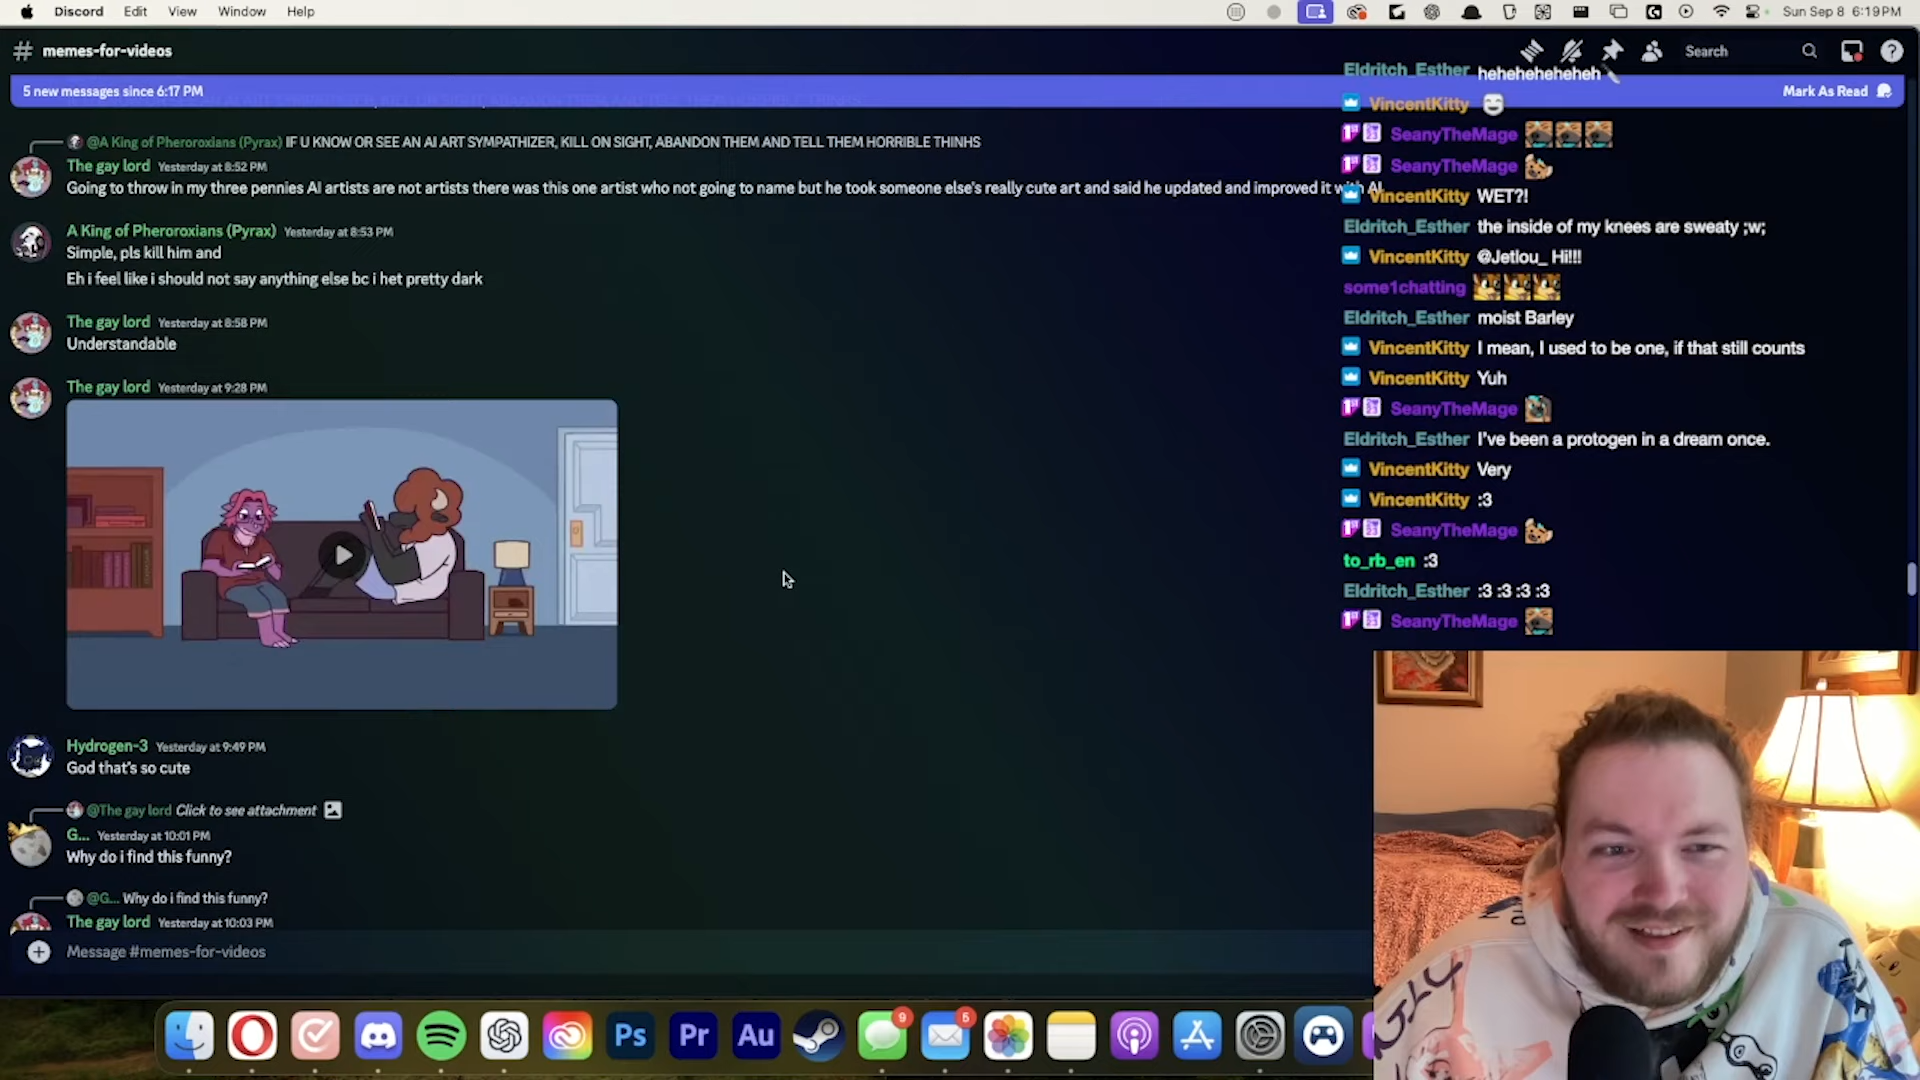 Discord Edit View Window Help
Sun Sep 8 6:19 PM
# memes-for-videos
Search
5 new messages since 6:17 PM
Mark As Read
@A King of Pheroroxians (Pyrax) IF U KNOW OR SEE AN AI ART SYMPATHIZER, KILL ON SIGHT, ABANDON THEM AND TELL THEM HORRIBLE THINHS
The gay lord Yesterday at 8:52 PM
Going to throw in my three pennies AI artists are not artists there was this one artist who not going to name but he took someone else's really cute art and said he updated and improved it with AI
A King of Pheroroxians (Pyrax) Yesterday at 8:53 PM
Simple, pls kill him and
Eh i feel like i should not say anything else bc i het pretty dark
The gay lord Yesterday at 8:58 PM
Understandable
The gay lord Yesterday at 9:28 PM
Hydrogen-3 Yesterday at 9:49 PM
God that's so cute
@The gay lord Click to see attachment
G... Yesterday at 10:01 PM
Why do i find this funny?
@G... Why do i find this funny?
The gay lord Yesterday at 10:03 PM
Message #memes-for-videos
Eldritch_Esther heheheheheheh
VincentKitty
SeanyTheMage
SeanyTheMage
VincentKitty WET?!
Eldritch_Esther the inside of my knees are sweaty ;w;
VincentKitty @Jetlou_ Hi!!!
some1chatting
Eldritch_Esther moist Barley
VincentKitty I mean, I used to be one, if that still counts
VincentKitty Yuh
SeanyTheMage
Eldritch_Esther I've been a protogen in a dream once.
VincentKitty Very
VincentKitty :3
SeanyTheMage
to_rb_en :3
Eldritch_Esther :3 :3 :3 :3
SeanyTheMage
Ps Pr Au 9 5